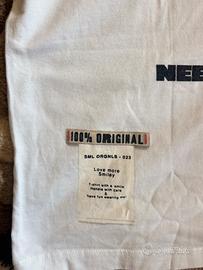 NEE
100% ORIGINAL
SML ORGNLS - 023
Love more
Smiley
T-shirt with a smile
Handle with care
&
have fun wearing me!